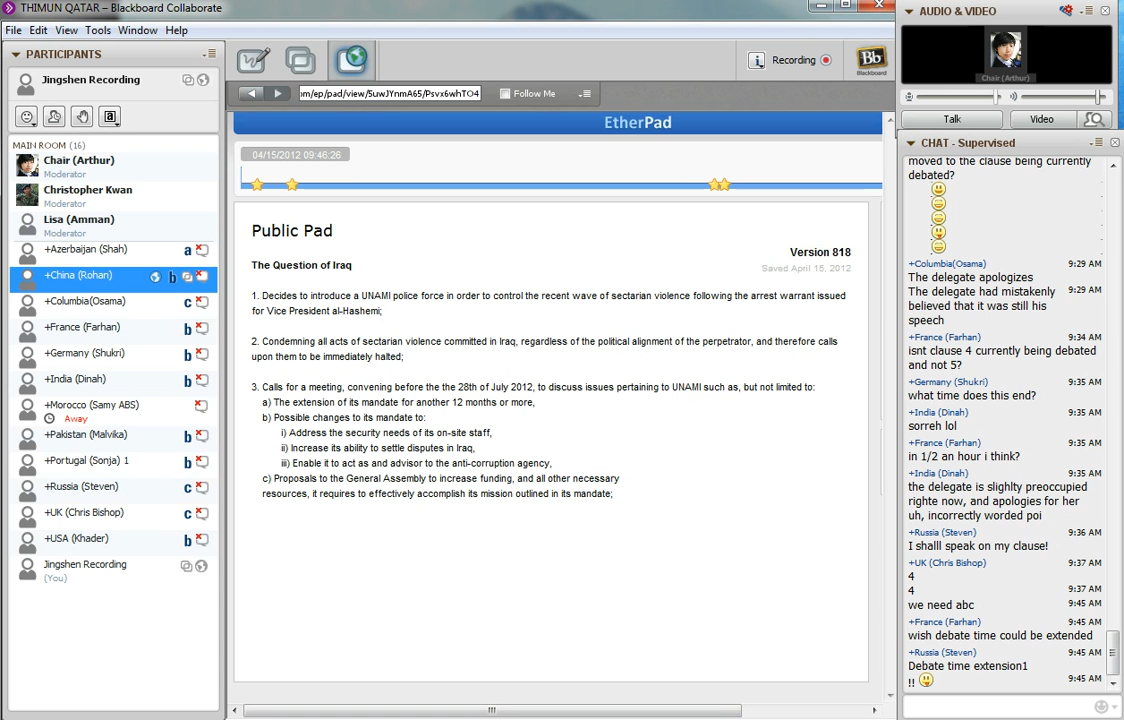 THIMUN QATAR – Blackboard Collaborate
File Edit View Tools Window Help
PARTICIPANTS
Jingshen Recording
MAIN ROOM (16)
Chair (Arthur)
Moderator
Christopher Kwan
Moderator
Lisa (Amman)
Moderator
+Azerbaijan (Shah) a
+China (Rohan) b
+Columbia(Osama) c
+France (Farhan) b
+Germany (Shukri) b
+India (Dinah) b
+Morocco (Samy ABS)
Away
+Pakistan (Malvika) b
+Portugal (Sonja) 1 b
+Russia (Steven) c
+UK (Chris Bishop) c
+USA (Khader) b
Jingshen Recording
(You)
Recording
Bb
Blackboard
om/ep/pad/view/5uwJYnmA65/Psvx6whTO4
Follow Me
EtherPad
04/15/2012 09:46:26
Public Pad
Version 818
Saved April 15, 2012
The Question of Iraq
1. Decides to introduce a UNAMI police force in order to control the recent wave of sectarian violence following the arrest warrant issued
for Vice President al-Hashemi;
2. Condemning all acts of sectarian violence committed in Iraq, regardless of the political alignment of the perpetrator, and therefore calls
upon them to be immediately halted;
3. Calls for a meeting, convening before the the 28th of July 2012, to discuss issues pertaining to UNAMI such as, but not limited to:
a) The extension of its mandate for another 12 months or more,
b) Possible changes to its mandate to:
i) Address the security needs of its on-site staff,
ii) Increase its ability to settle disputes in Iraq,
iii) Enable it to act as and advisor to the anti-corruption agency,
c) Proposals to the General Assembly to increase funding, and all other necessary
resources, it requires to effectively accomplish its mission outlined in its mandate;
AUDIO & VIDEO
Chair (Arthur)
Talk
Video
CHAT - Supervised
moved to the clause being currently
debated?
+Columbia(Osama) 9:29 AM
The delegate apologizes
The delegate had mistakenly 9:29 AM
believed that it was still his
speech
+France (Farhan) 9:34 AM
isnt clause 4 currently being debated
and not 5?
+Germany (Shukri) 9:35 AM
what time does this end?
+India (Dinah) 9:35 AM
sorreh lol
+France (Farhan) 9:35 AM
in 1/2 an hour i think?
+India (Dinah) 9:35 AM
the delegate is slighlty preoccupied
righte now, and apologies for her
uh, incorrectly worded poi
+Russia (Steven) 9:36 AM
I shalll speak on my clause!
+UK (Chris Bishop) 9:37 AM
4
4 9:37 AM
we need abc 9:45 AM
+France (Farhan) 9:45 AM
wish debate time could be extended
+Russia (Steven) 9:45 AM
Debate time extension1
!! 9:45 AM